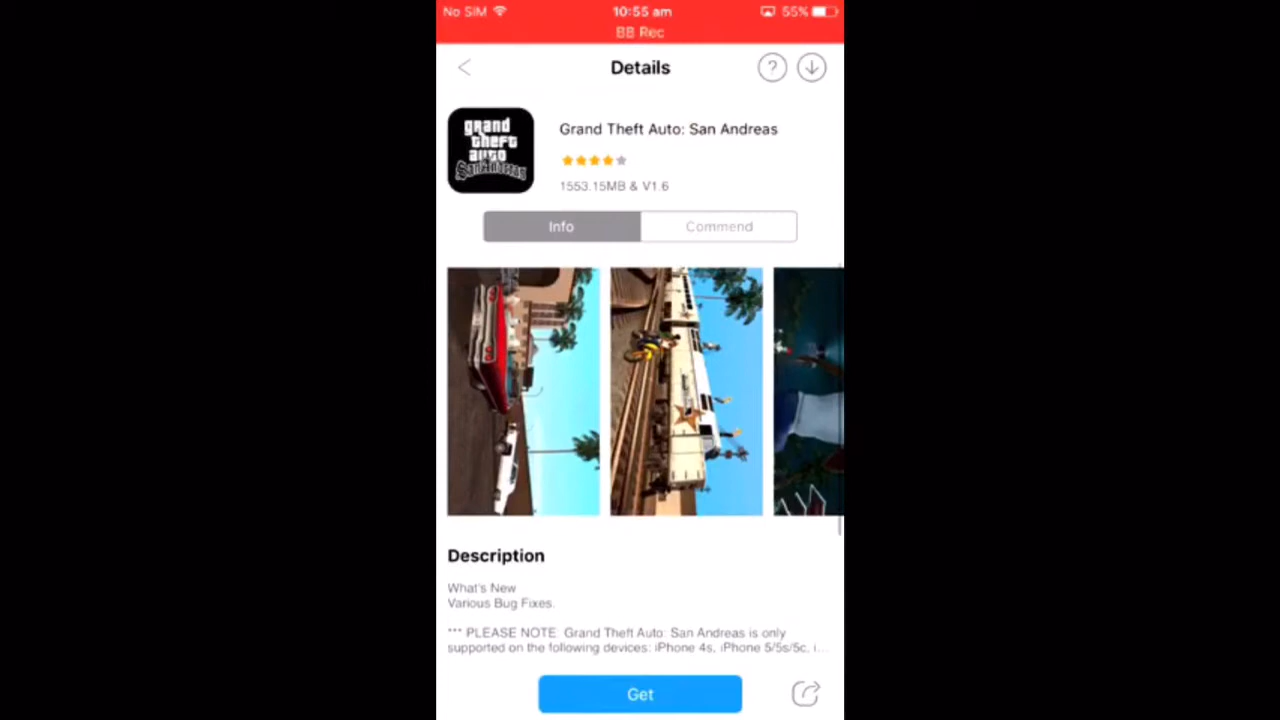 No SIM 10:55 am 55%
BB Rec
Details
?
grand
theft
auto
San Andreas
Grand Theft Auto: San Andreas
1553.15MB & V1.6
Info Commend
Description
What's New
Various Bug Fixes.
*** PLEASE NOTE: Grand Theft Auto: San Andreas is only
supported on the following devices: iPhone 4s, iPhone 5/5s/5c, i...
Get